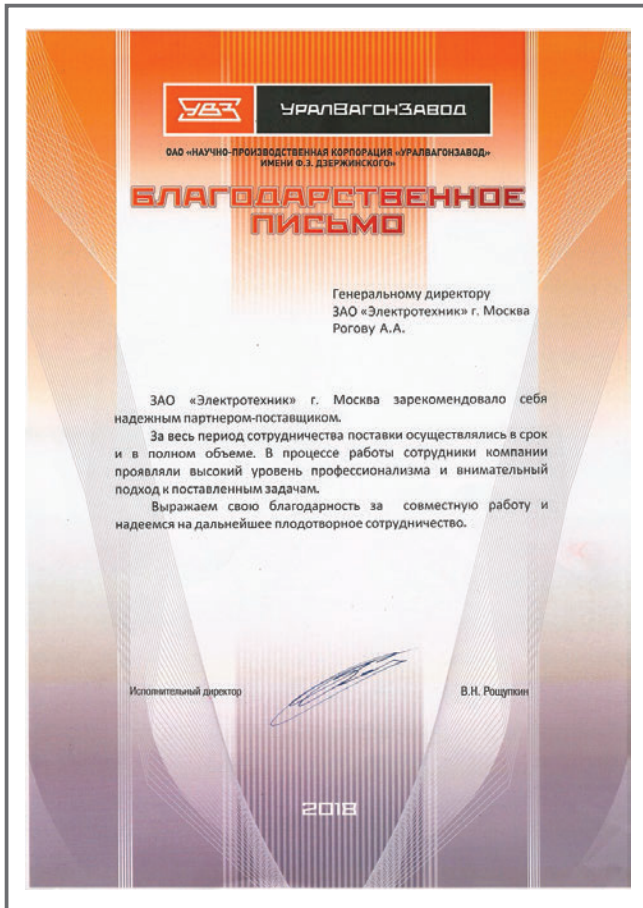 УВЗ УРАЛВАГОНЗАВОД
ОАО «НАУЧНО-ПРОИЗВОДСТВЕННАЯ КОРПОРАЦИЯ «УРАЛВАГОНЗАВОД»
ИМЕНИ Ф.Э. ДЗЕРЖИНСКОГО»
БЛАГОДАРСТВЕННОЕ
ПИСЬМО
Генеральному директору
ЗАО «Электротехник» г. Москва
Рогову А.А.
ЗАО «Электротехник» г. Москва зарекомендовало себя
надежным партнером-поставщиком.
За весь период сотрудничества поставки осуществлялись в срок
и в полном объеме. В процессе работы сотрудники компании
проявляли высокий уровень профессионализма и внимательный
подход к поставленным задачам.
Выражаем свою благодарность за совместную работу и
надеемся на дальнейшее плодотворное сотрудничество.
Исполнительный директор В.Н. Рощупкин
2018